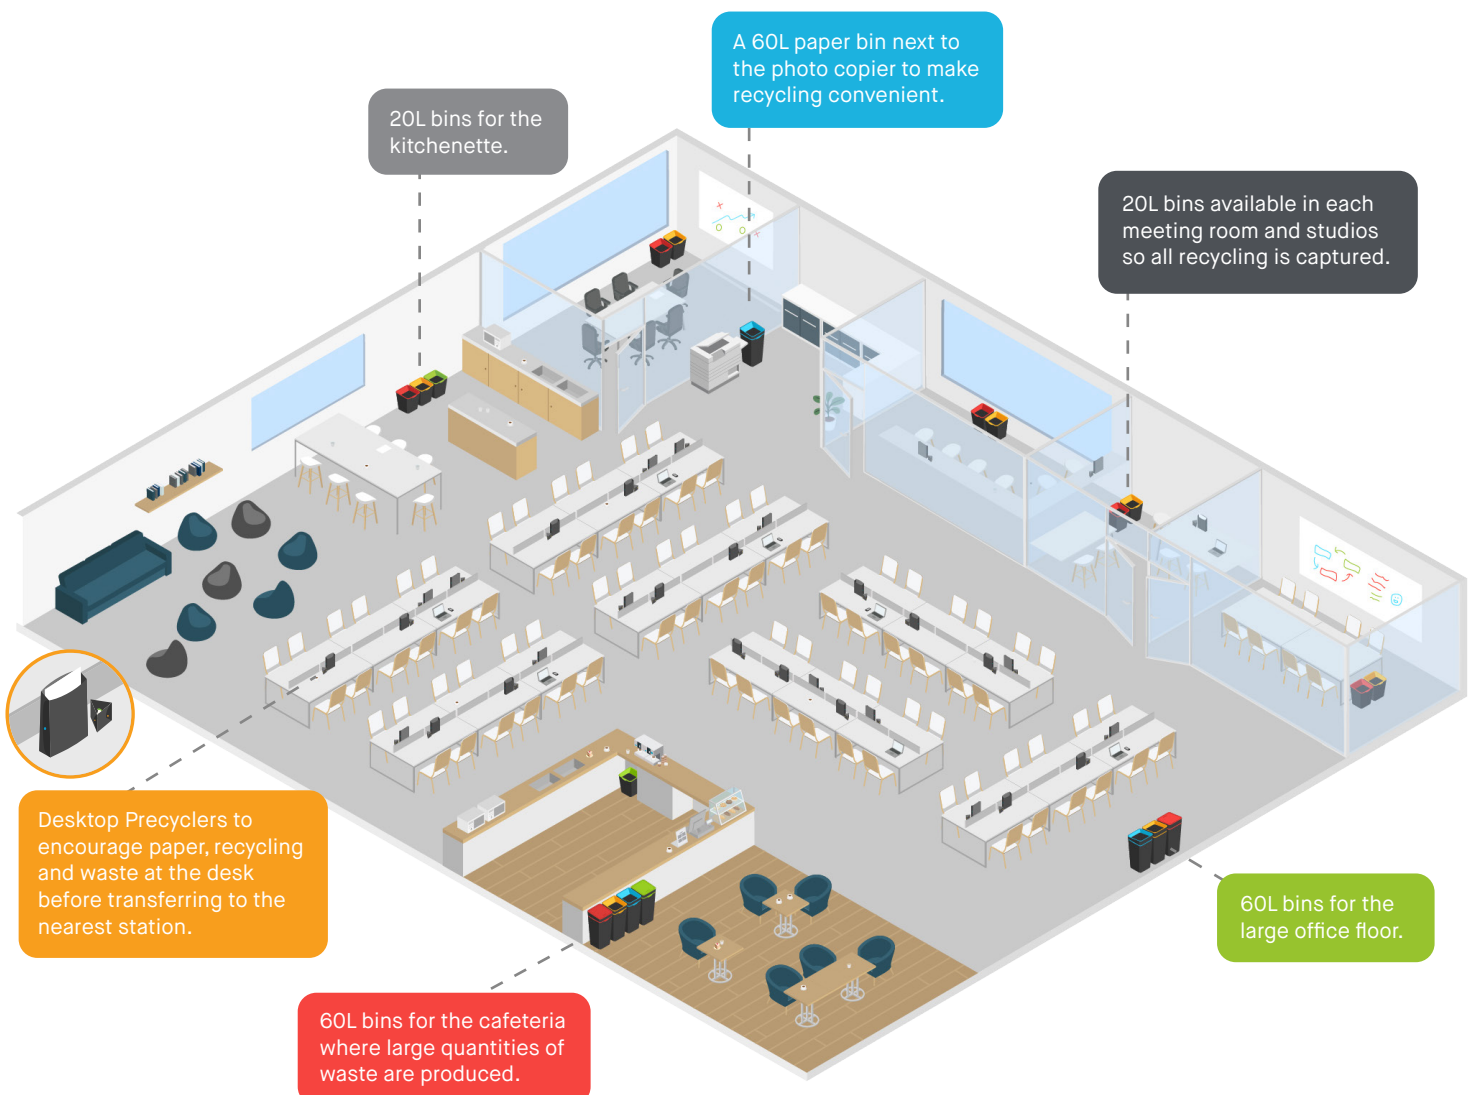 A 60L paper bin next to
the photo copier to make
recycling convenient.
20L bins for the
kitchenette.
20L bins available in each
meeting room and studios
so all recycling is captured.
Desktop Precyclers to
encourage paper, recycling
and waste at the desk
before transferring to the
nearest station.
60L bins for the
large office floor.
60L bins for the cafeteria
where large quantities of
waste are produced.